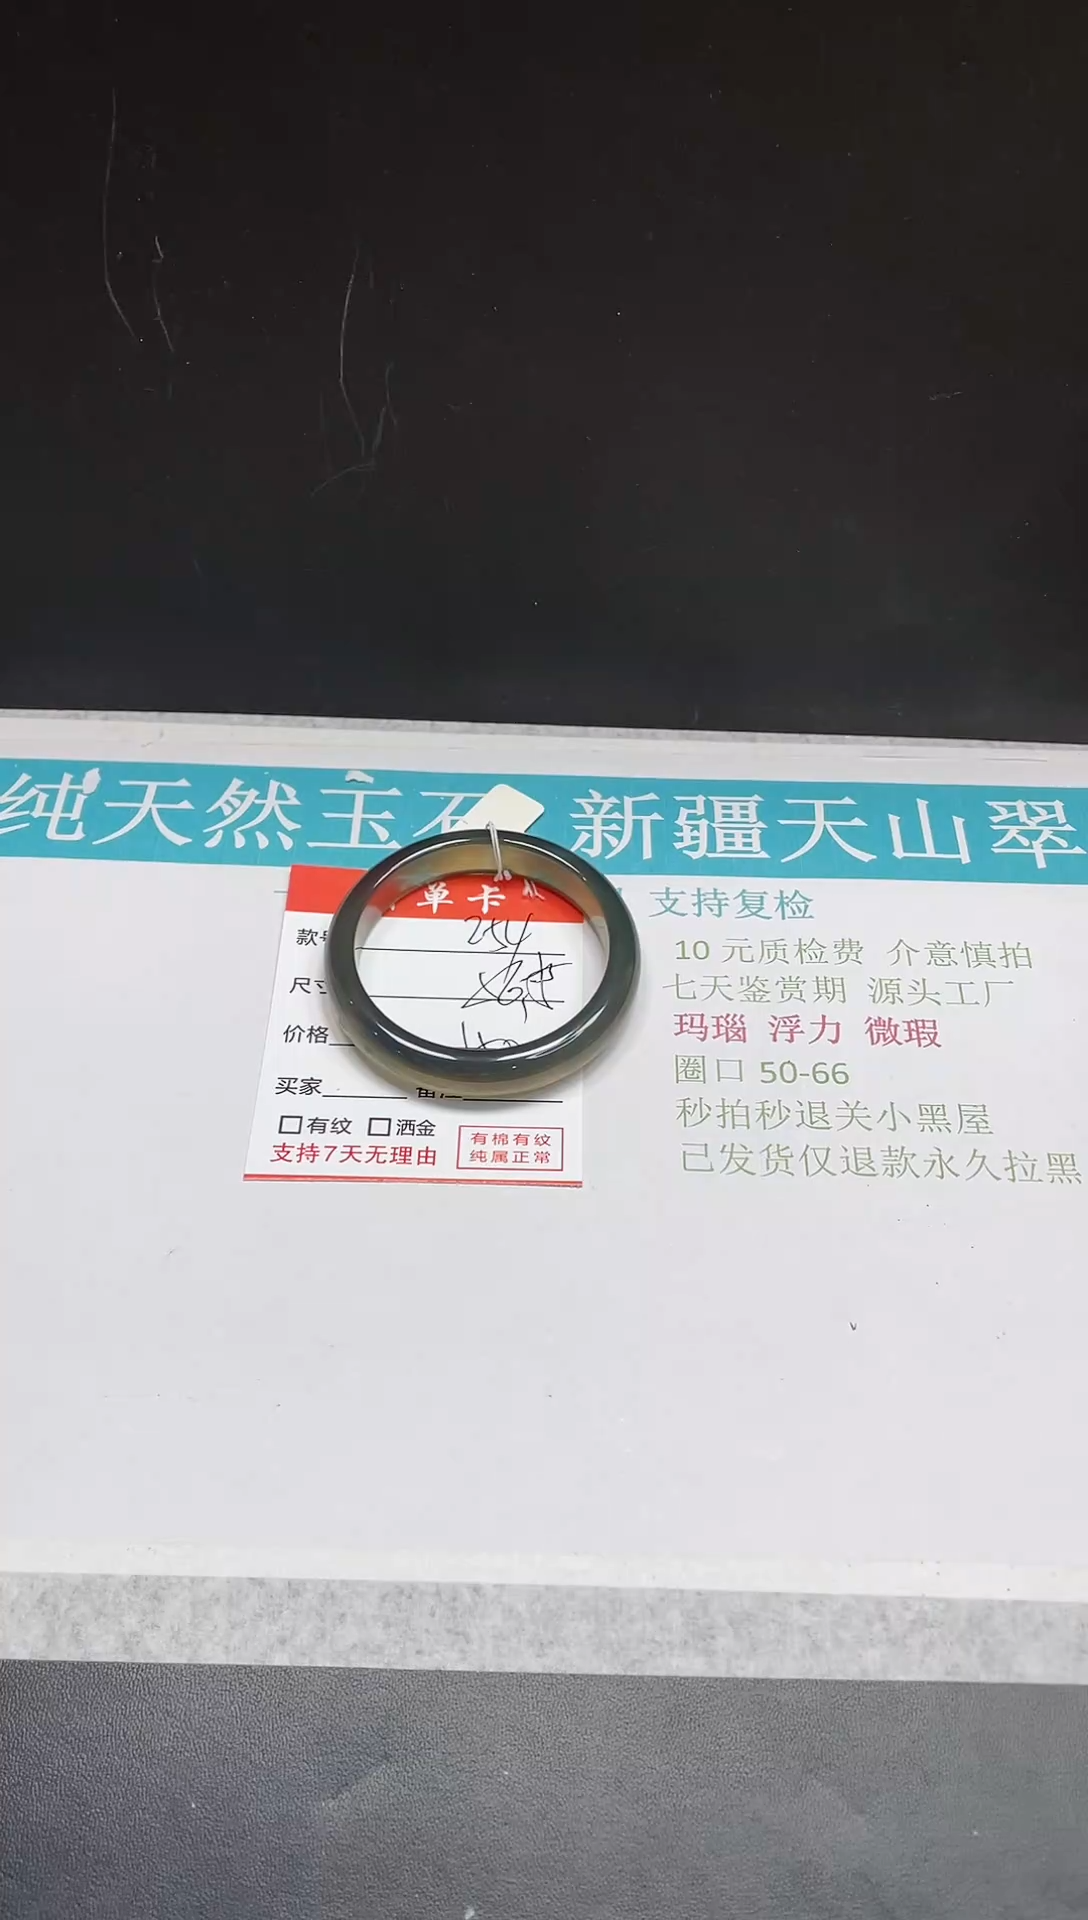 纯天然玉石 新疆天山翠
单卡
支持复检
款号 254
10 元质检费 介意慎拍
尺寸
七天鉴赏期 源头工厂
价格
玛瑙 浮力 微瑕
买家
圈口 50-66
有纹 洒金
秒拍秒退关小黑屋
支持7天无理由
有棉有纹
纯属正常
已发货仅退款永久拉黑